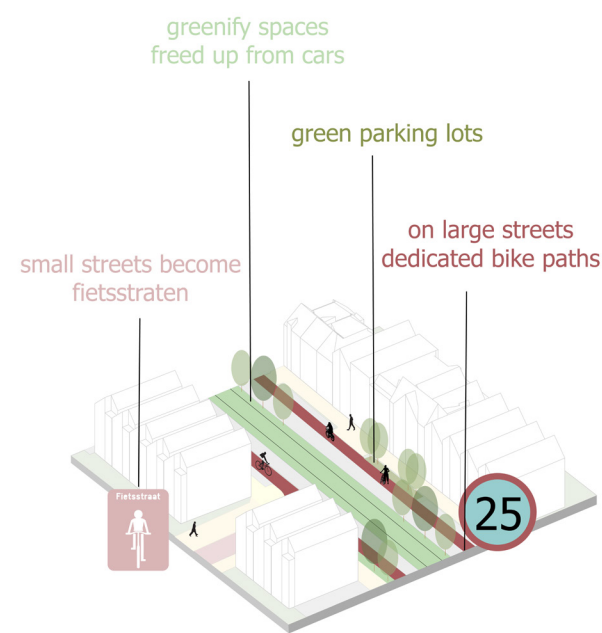 greenify spaces
freed up from cars
green parking lots
on large streets
dedicated bike paths
small streets become
fietsstraten
Fietsstraat
25